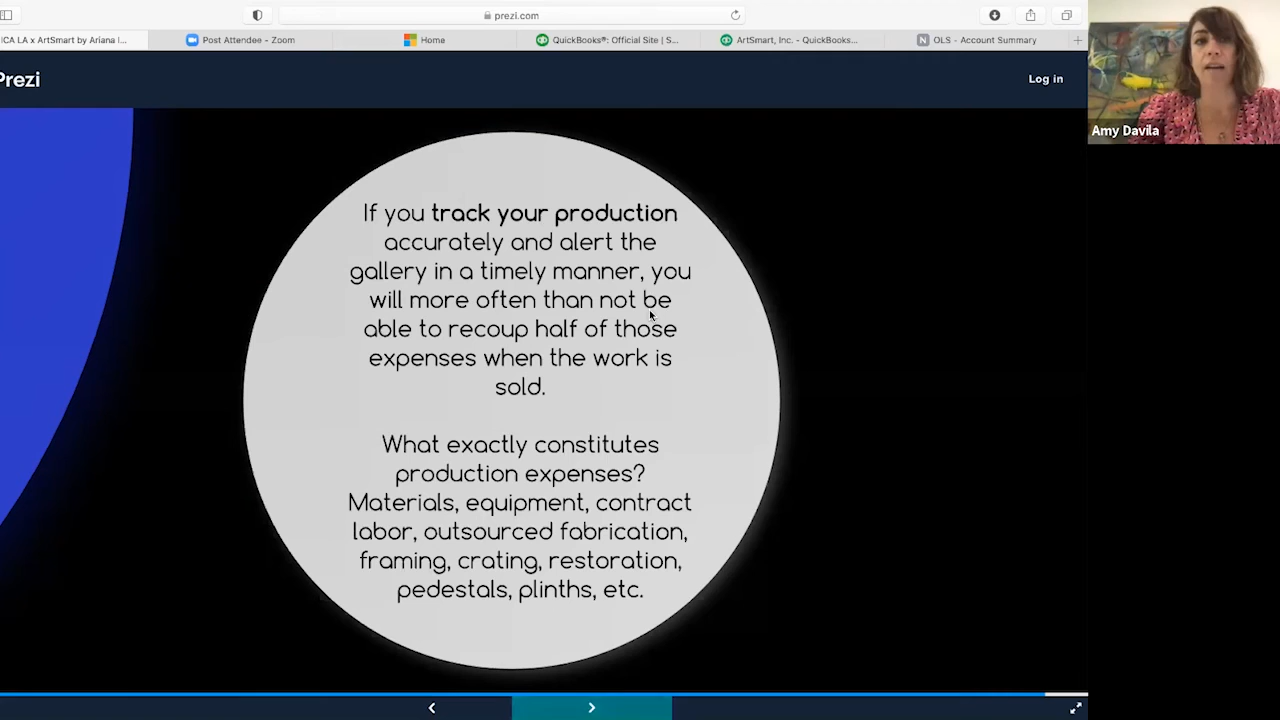 prezi.com
ICA LA x ArtSmart by Ariana i...
Post Attendee - Zoom
Home
QuickBooks®: Official Site | S...
ArtSmart, Inc. - QuickBooks...
N
OLS - Account Summary
Prezi
Log in
Amy Davila
If you track your production
accurately and alert the
gallery in a timely manner, you
will more often than not be
able to recoup half of those
expenses when the work is
sold.
What exactly constitutes
production expenses?
Materials, equipment, contract
labor, outsourced fabrication,
framing, crating, restoration,
pedestals, plinths, etc.